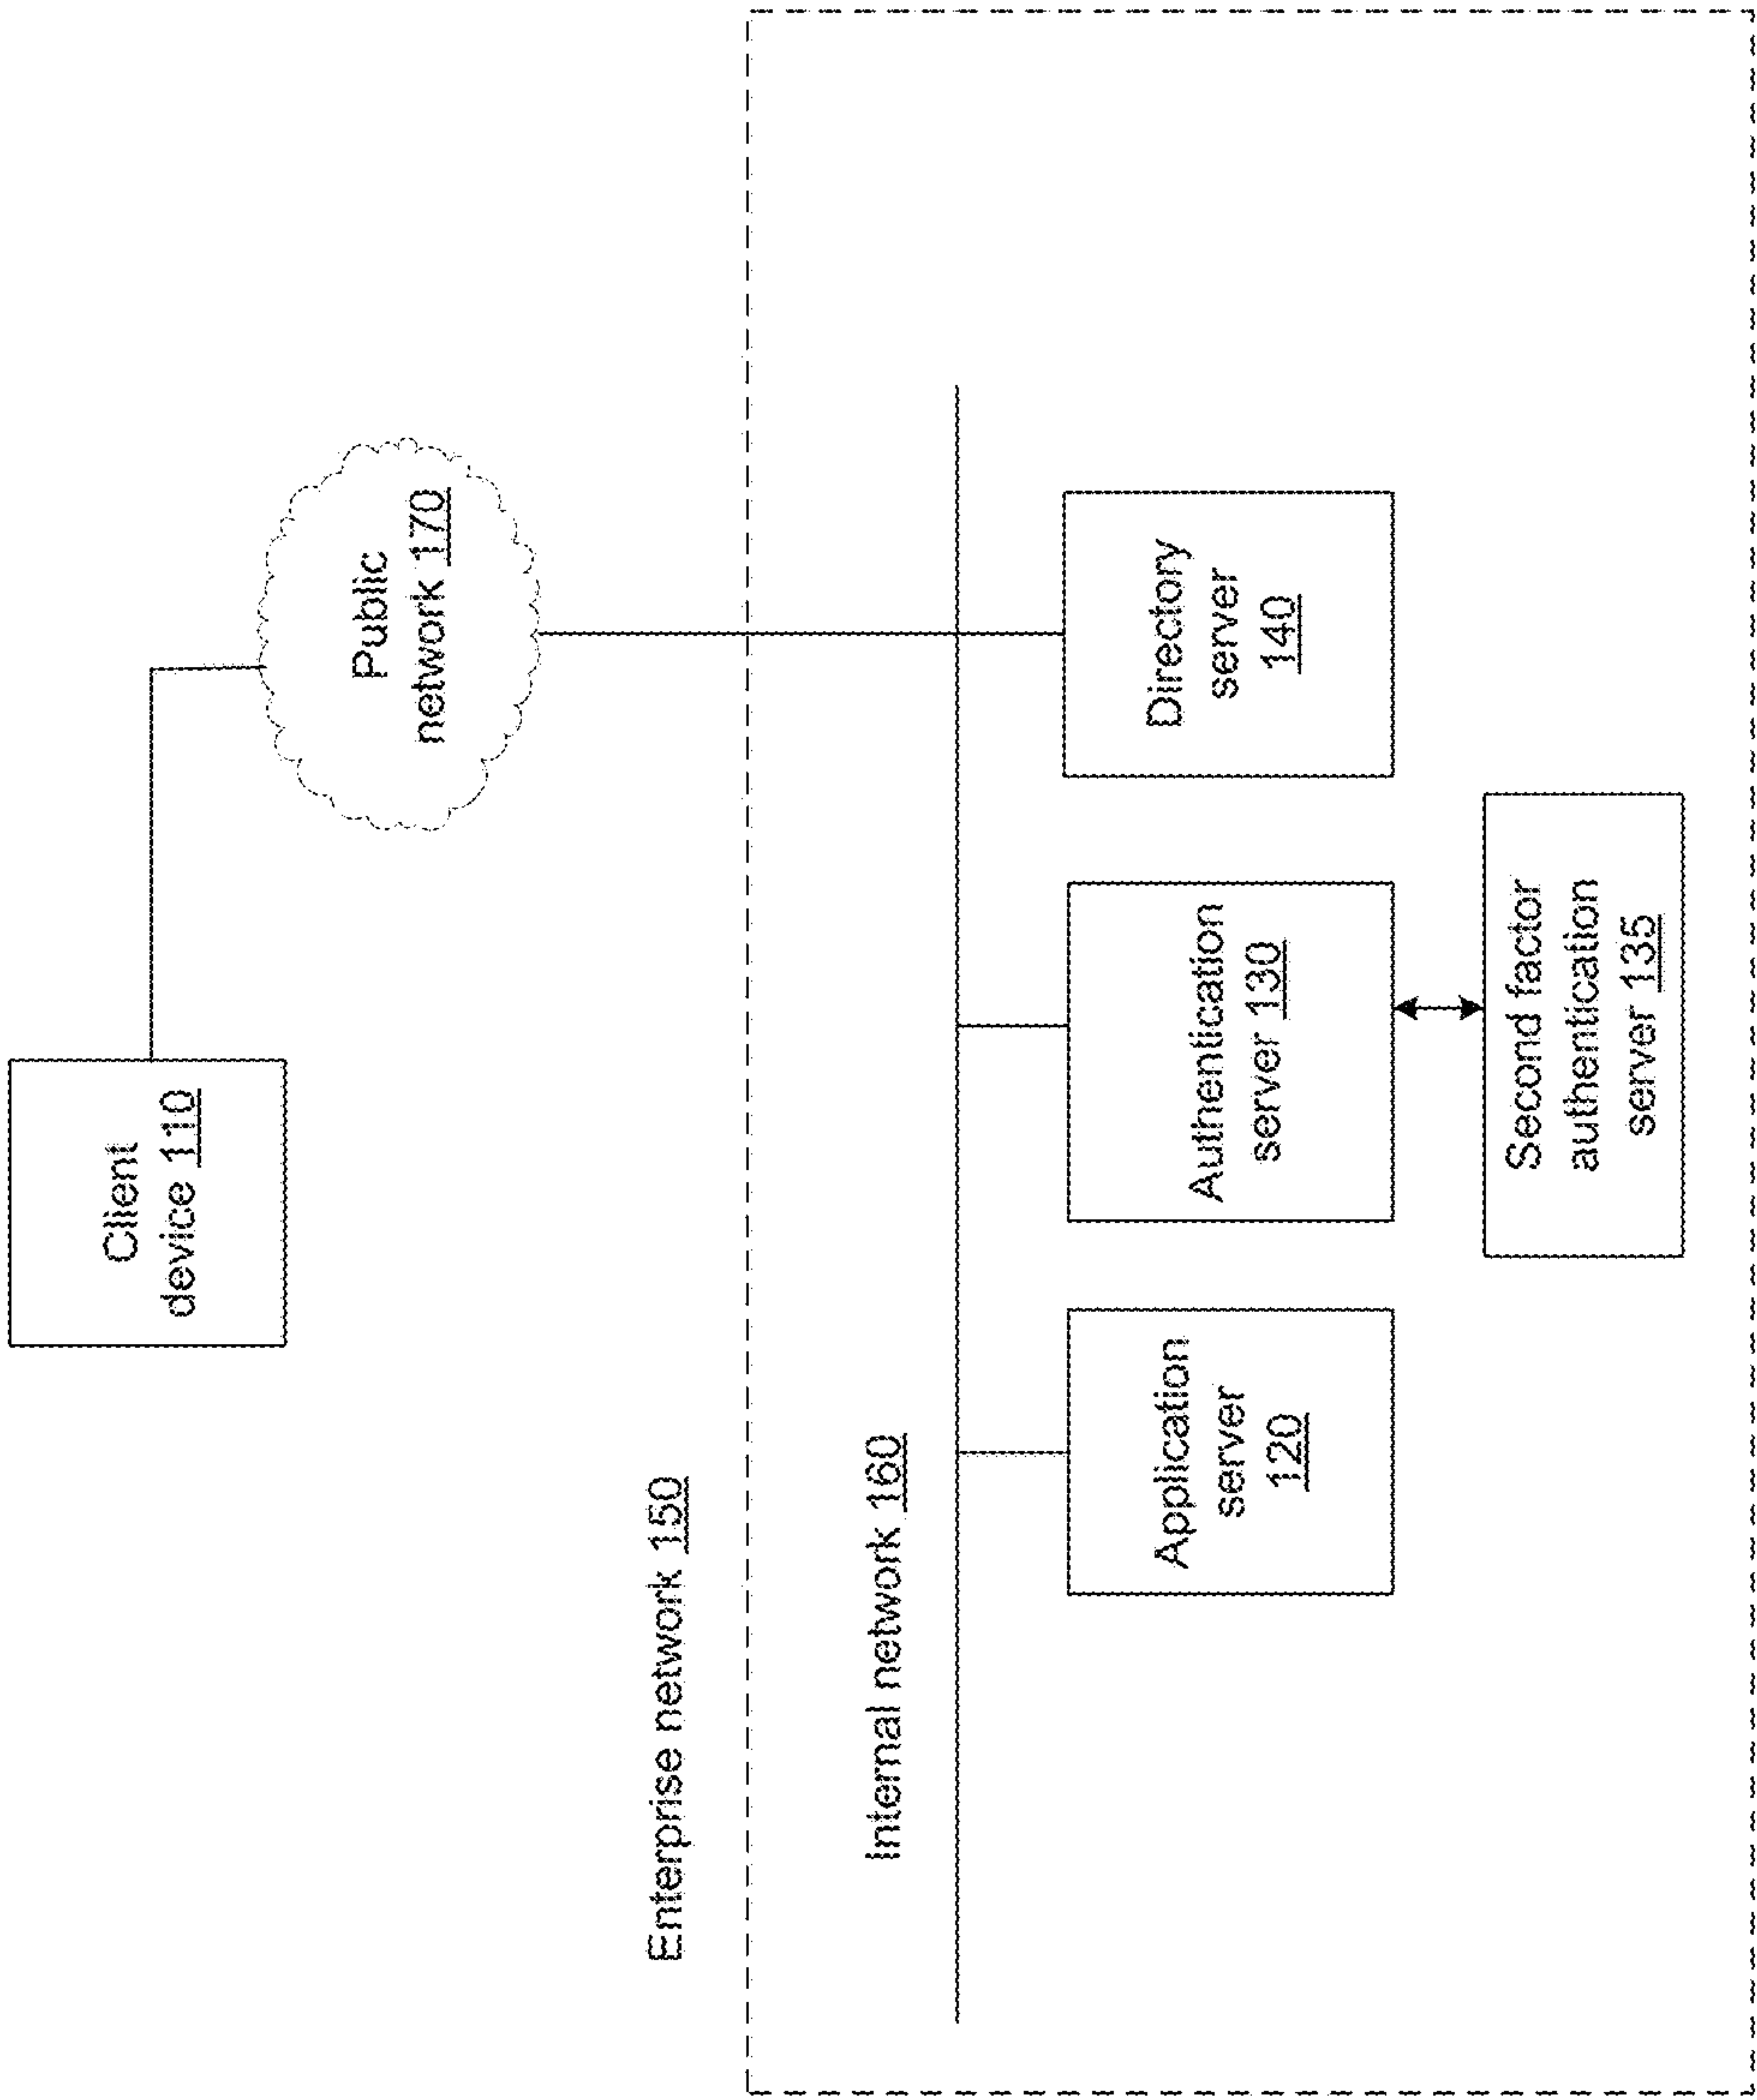 Client
device 110
Public
network 170
Enterprise network 150
Internal network 160
Application
server
120
Authentication
server 130
Directory
server
140
Second factor
authentication
server 135